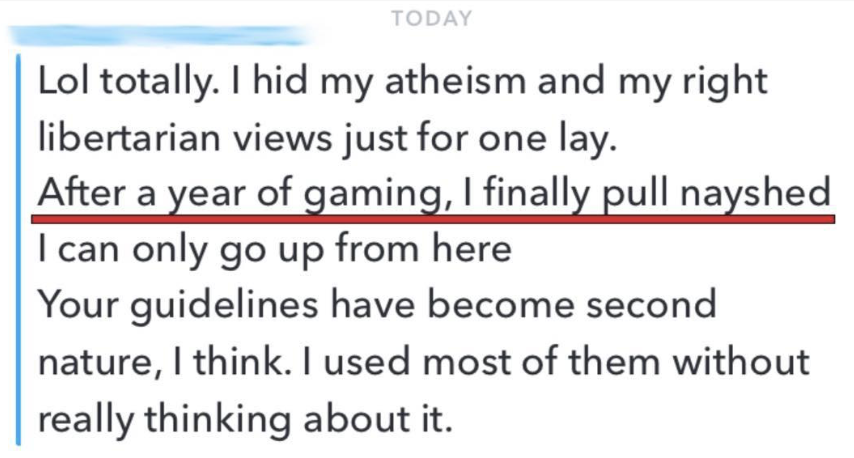 TODAY
Lol totally. I hid my atheism and my right
libertarian views just for one lay.
After a year of gaming, I finally pull nayshed
I can only go up from here
Your guidelines have become second
nature, I think. I used most of them without
really thinking about it.